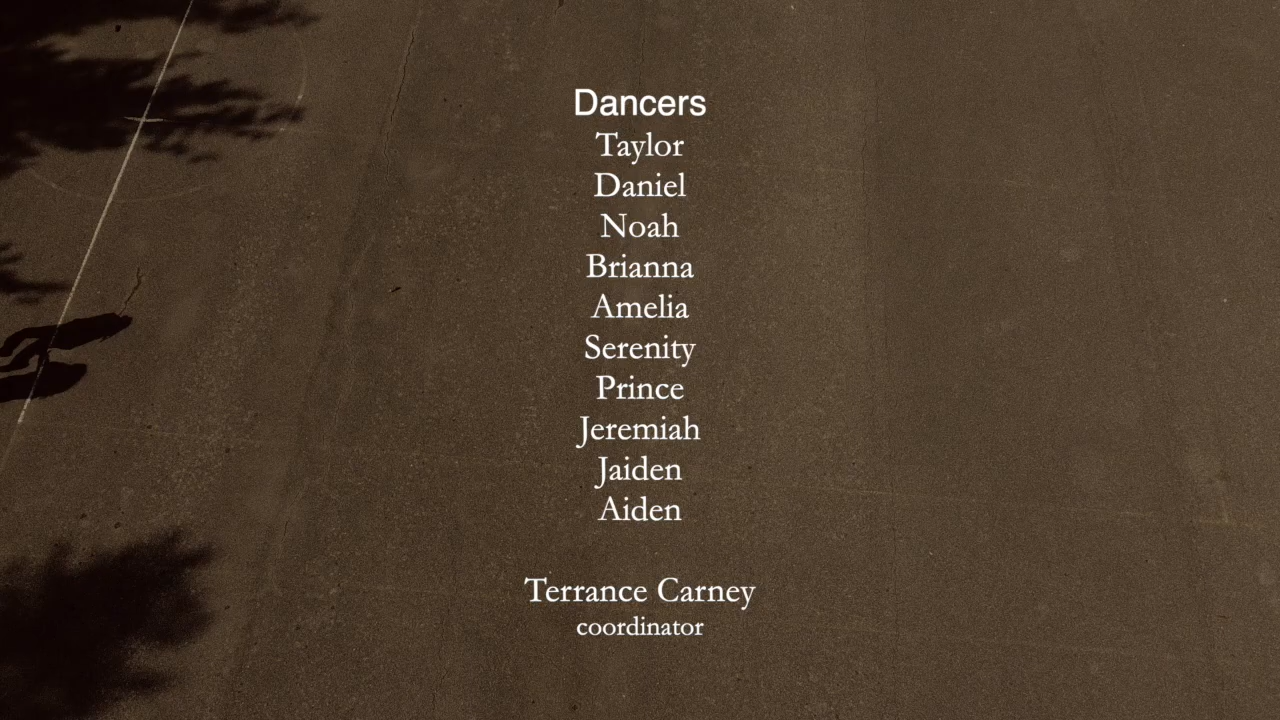 Dancers
Taylor
Daniel
Noah
Brianna
Amelia
Serenity
Prince
Jeremiah
Jaiden
Aiden
Terrance Carney
coordinator